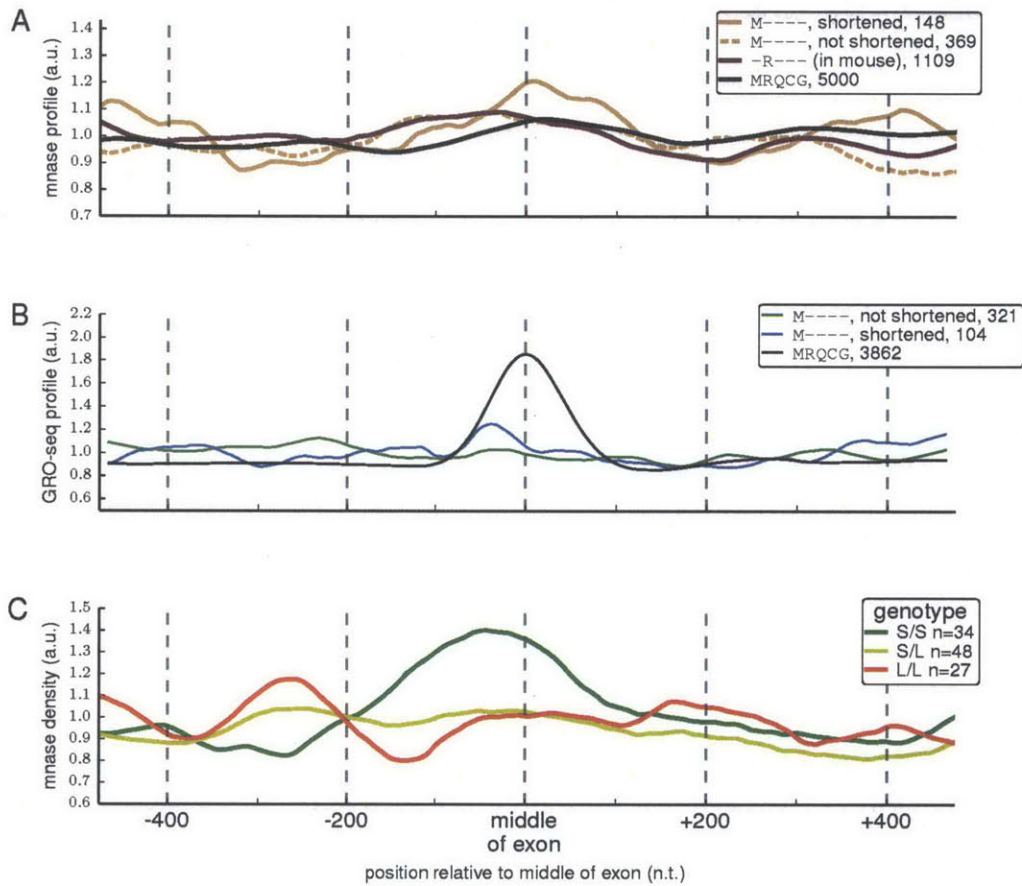 A
mnase profile (a.u.)
1.4
1.3
1.2
1.1
1.0
0.9
0.8
0.7
M----, shortened, 148
M----, not shortened, 369
-R--- (in mouse), 1109
MRQCG, 5000
B
GRO-seq profile (a.u.)
2.2
2.0
1.8
1.6
1.4
1.2
1.0
0.8
0.6
M----, not shortened, 321
M----, shortened, 104
MRQCG, 3862
C
mnase density (a.u.)
1.5
1.4
1.3
1.2
1.1
1.0
0.9
0.8
0.7
0.6
genotype
S/S n=34
S/L n=48
L/L n=27
-400
-200
middle
of exon
+200
+400
position relative to middle of exon (n.t.)